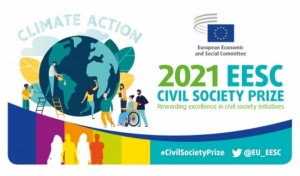 CLIMATE ACTION
European Economic
and Social Committee
2021 EESC
CIVIL SOCIETY PRIZE
Rewarding excellence in civil society initiatives
#CivilSocietyPrize
@EU_EESC